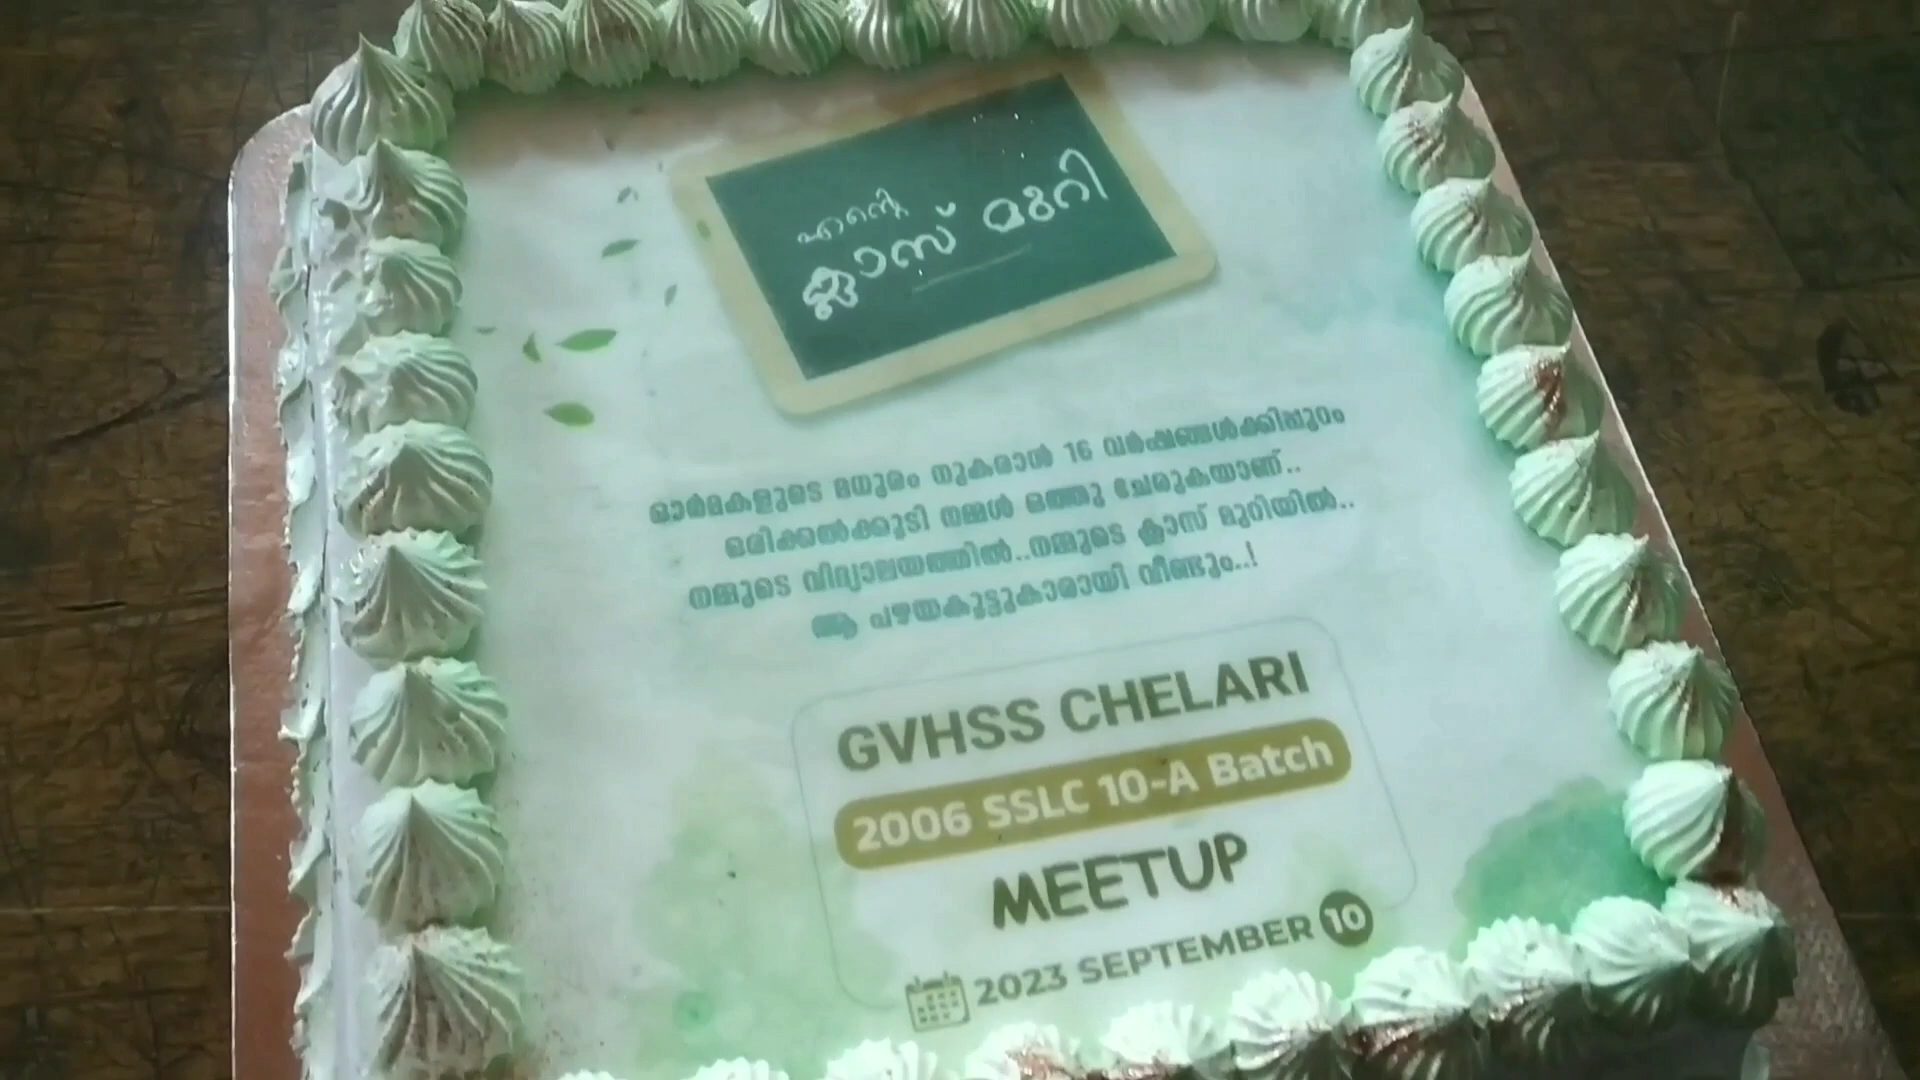 എന്റെ
ക്ലാസ് മുറി
ഓർമകളുടെ മധുരം നുകരാൻ 16 വർഷങ്ങൾക്കിപ്പുറം
ഒരിക്കൽക്കൂടി നമ്മൾ ഒത്തു ചേരുകയാണ്..
നമ്മുടെ വിദ്യാലയത്തിൽ..നമ്മുടെ ക്ലാസ് മുറിയിൽ..
ആ പഴയകൂട്ടുകാരായി വീണ്ടും..!
GVHSS CHELARI
2006 SSLC 10-A Batch
MEETUP
2023 SEPTEMBER 10